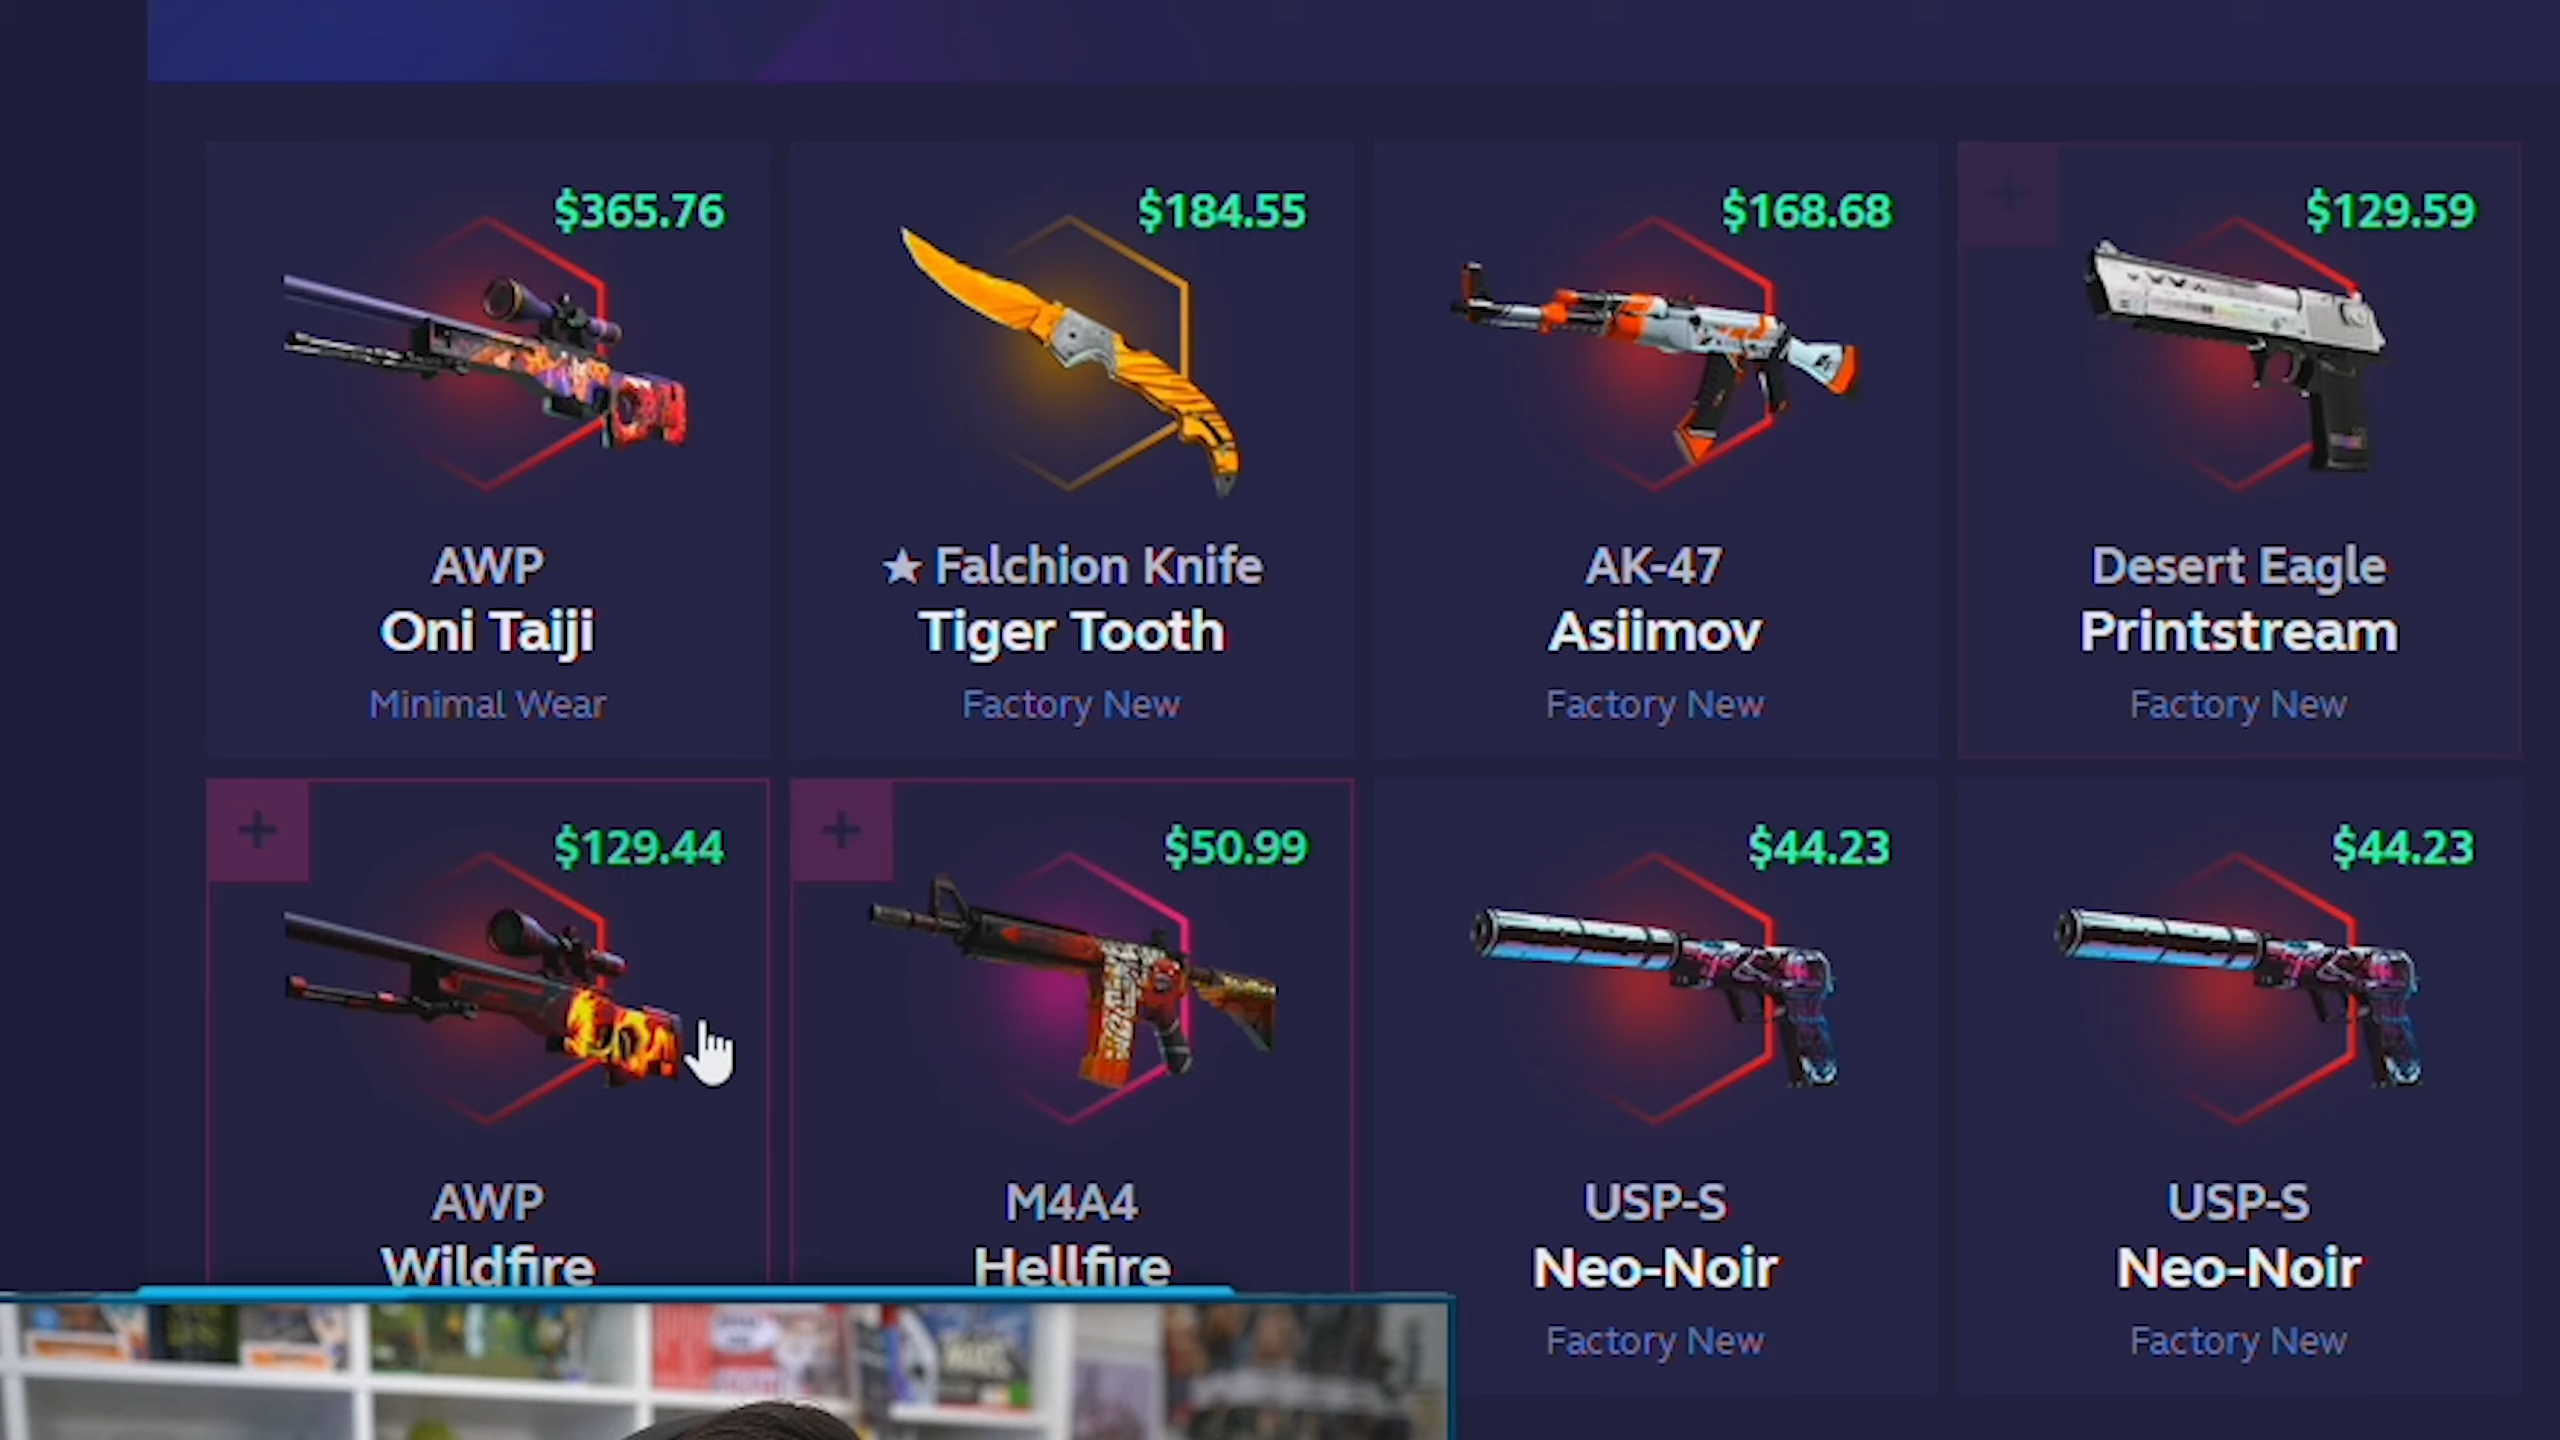 $365.76
AWP
Oni Taiji
Minimal Wear
$184.55
★ Falchion Knife
Tiger Tooth
Factory New
$168.68
AK-47
Asiimov
Factory New
$129.59
Desert Eagle
Printstream
Factory New
+
$129.44
AWP
Wildfire
+
$50.99
M4A4
Hellfire
$44.23
USP-S
Neo-Noir
Factory New
$44.23
USP-S
Neo-Noir
Factory New